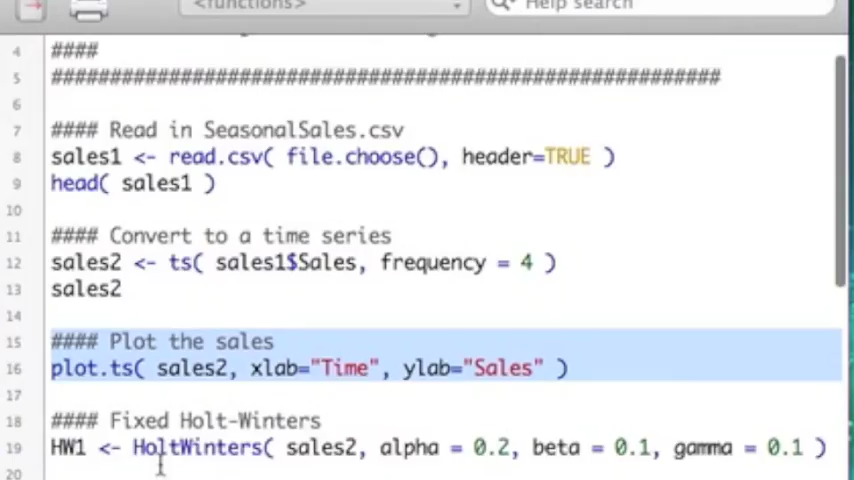 <functions>
Help search
4 ####
5 #########################################################
6
7 #### Read in SeasonalSales.csv
8 sales1 <- read.csv( file.choose(), header=TRUE )
9 head( sales1 )
10
11 #### Convert to a time series
12 sales2 <- ts( sales1$Sales, frequency = 4 )
13 sales2
14
15 #### Plot the sales
16 plot.ts( sales2, xlab="Time", ylab="Sales" )
17
18 #### Fixed Holt-Winters
19 HW1 <- HoltWinters( sales2, alpha = 0.2, beta = 0.1, gamma = 0.1 )
20